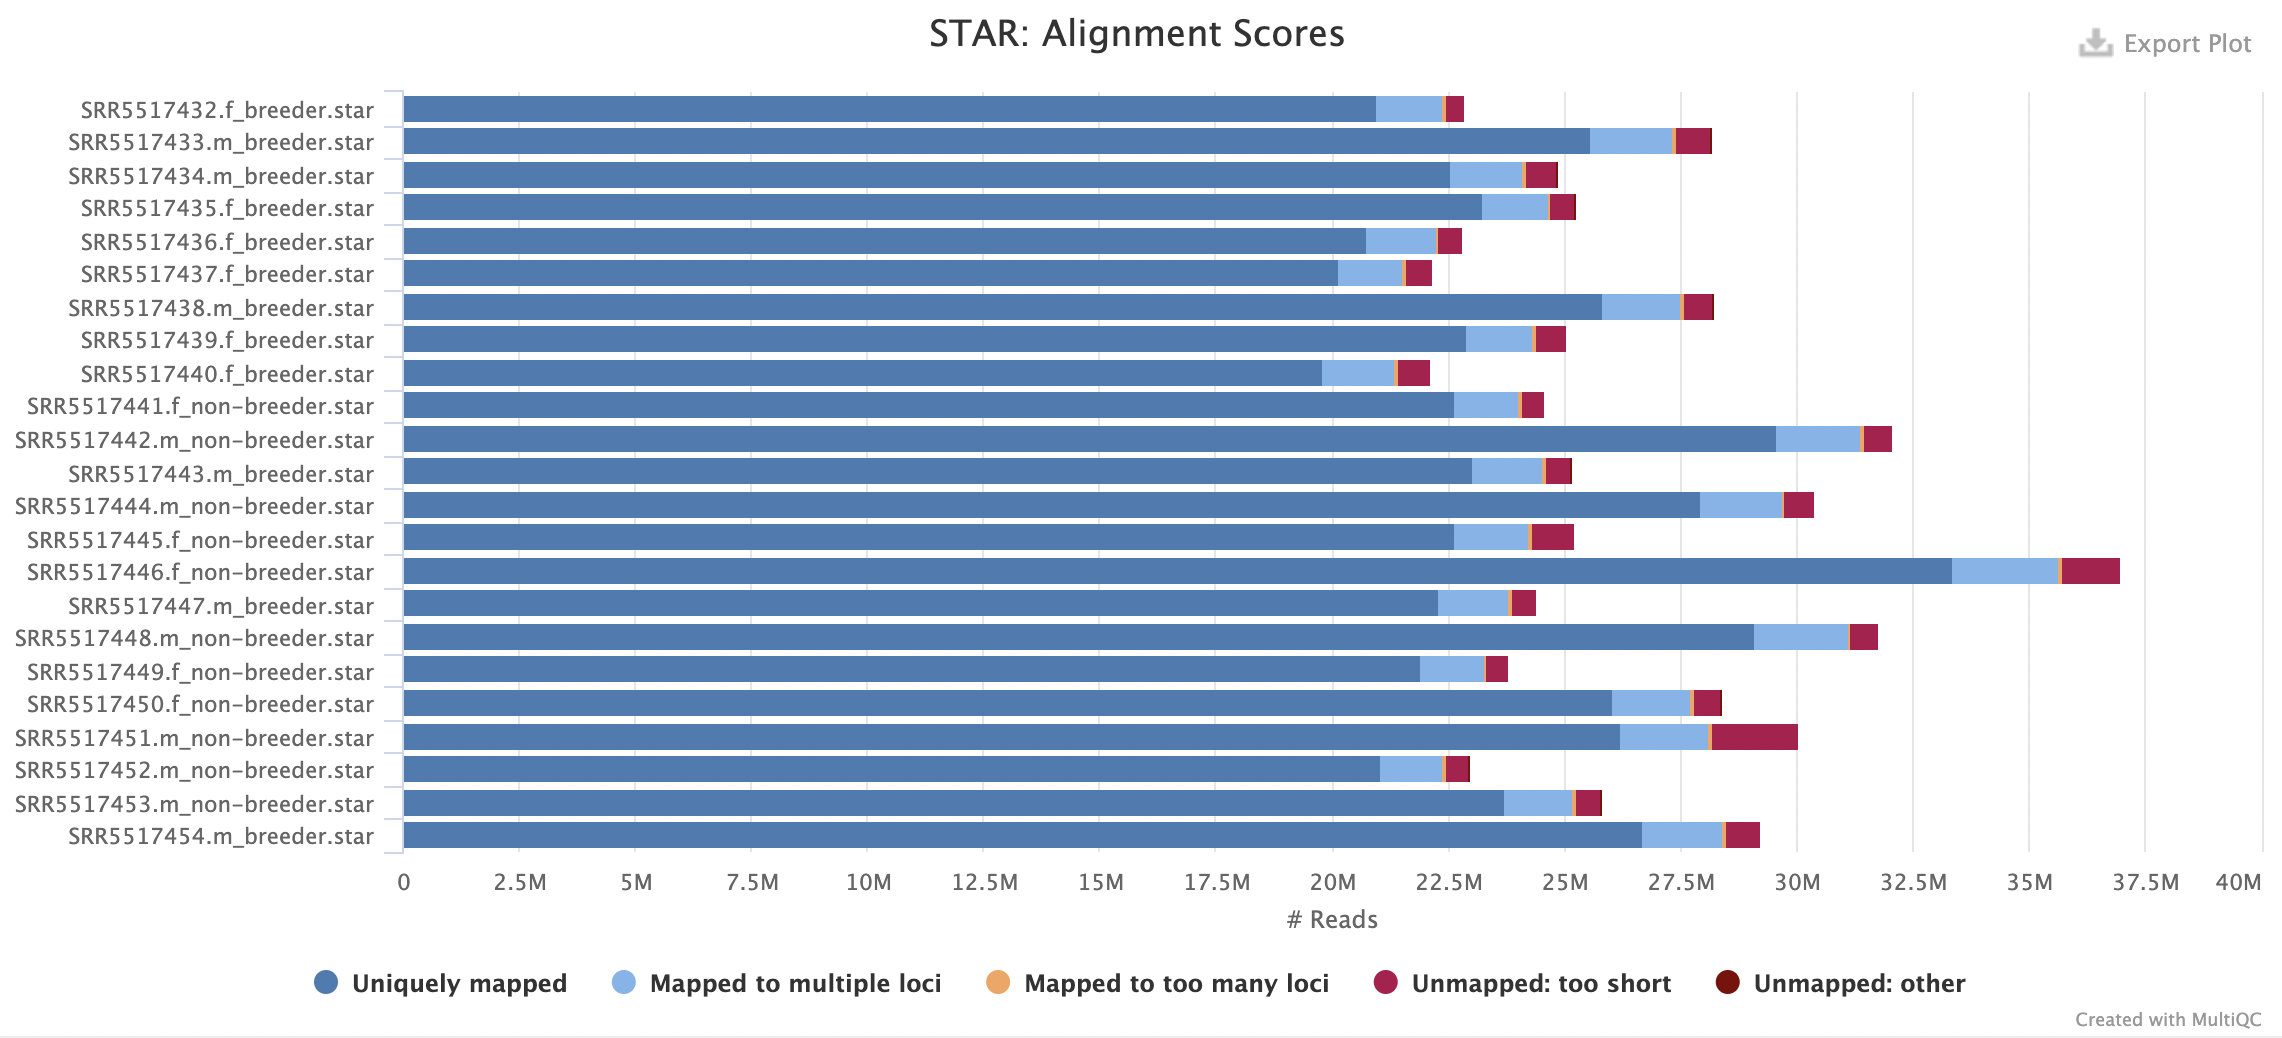 STAR: Alignment Scores
Export Plot
SRR5517432.f_breeder.star
SRR5517433.m_breeder.star
SRR5517434.m_breeder.star
SRR5517435.f_breeder.star
SRR5517436.f_breeder.star
SRR5517437.f_breeder.star
SRR5517438.m_breeder.star
SRR5517439.f_breeder.star
SRR5517440.f_breeder.star
SRR5517441.f_non-breeder.star
SRR5517442.m_non-breeder.star
SRR5517443.m_breeder.star
SRR5517444.m_non-breeder.star
SRR5517445.f_non-breeder.star
SRR5517446.f_non-breeder.star
SRR5517447.m_breeder.star
SRR5517448.m_non-breeder.star
SRR5517449.f_non-breeder.star
SRR5517450.f_non-breeder.star
SRR5517451.m_non-breeder.star
SRR5517452.m_non-breeder.star
SRR5517453.m_non-breeder.star
SRR5517454.m_breeder.star
0 2.5M 5M 7.5M 10M 12.5M 15M 17.5M 20M 22.5M 25M 27.5M 30M 32.5M 35M 37.5M 40M
# Reads
Uniquely mapped Mapped to multiple loci Mapped to too many loci Unmapped: too short Unmapped: other
Created with MultiQC